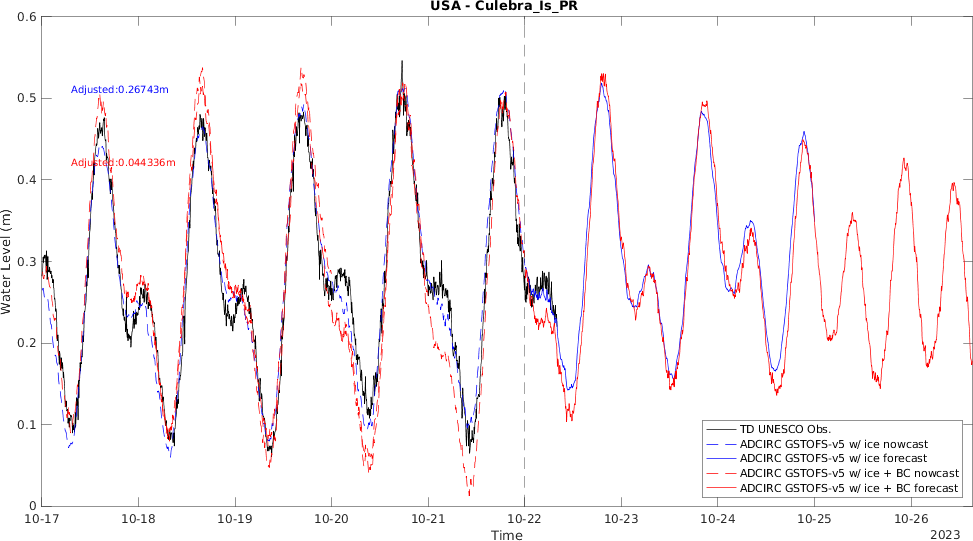 USA - Culebra_Is_PR
Water Level (m)
0.6
0.5
0.4
0.3
0.2
0.1
0
Adjusted:0.26743m
Adjusted:0.044336m
TD UNESCO Obs.
ADCIRC GSTOFS-v5 w/ ice nowcast
ADCIRC GSTOFS-v5 w/ ice forecast
ADCIRC GSTOFS-v5 w/ ice + BC nowcast
ADCIRC GSTOFS-v5 w/ ice + BC forecast
10-17 10-18 10-19 10-20 10-21 10-22 10-23 10-24 10-25 10-26
Time
2023